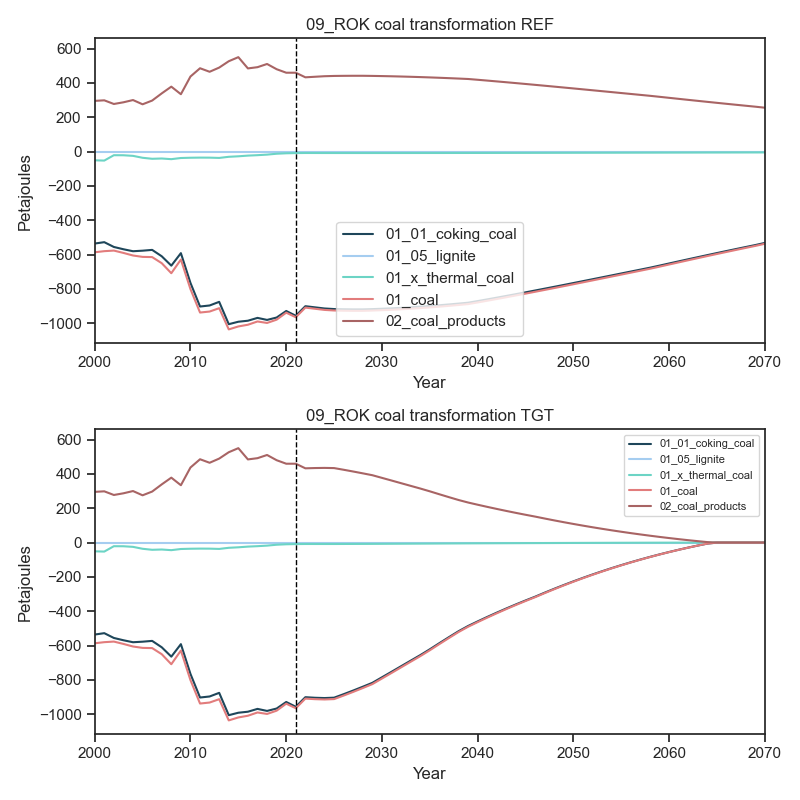 09_ROK coal transformation REF
600
400
200
0
−200
−400
−600
−800
−1000
Petajoules
01_01_coking_coal
01_05_lignite
01_x_thermal_coal
01_coal
02_coal_products
2000 2010 2020 2030 2040 2050 2060 2070
Year
09_ROK coal transformation TGT
600
400
200
0
−200
−400
−600
−800
−1000
Petajoules
01_01_coking_coal
01_05_lignite
01_x_thermal_coal
01_coal
02_coal_products
2000 2010 2020 2030 2040 2050 2060 2070
Year